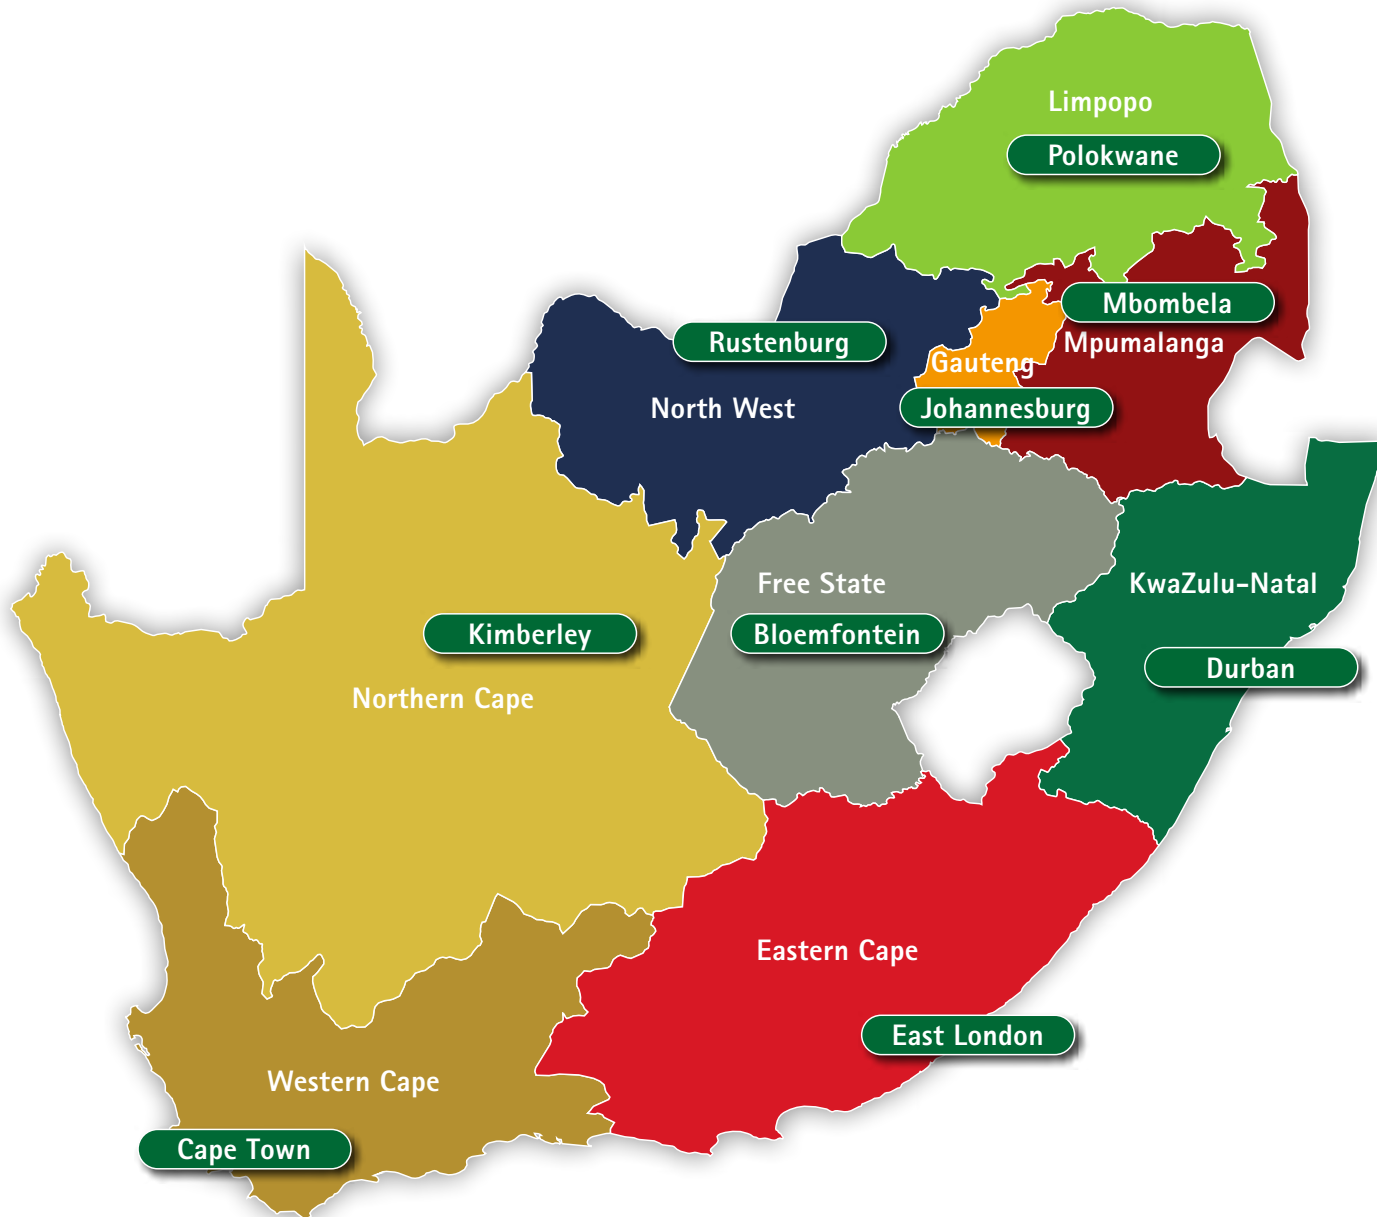 Limpopo
Polokwane
Mbombela
Mpumalanga
Rustenburg
Gauteng
North West
Johannesburg
Free State
KwaZulu-Natal
Kimberley
Bloemfontein
Durban
Northern Cape
Eastern Cape
East London
Western Cape
Cape Town